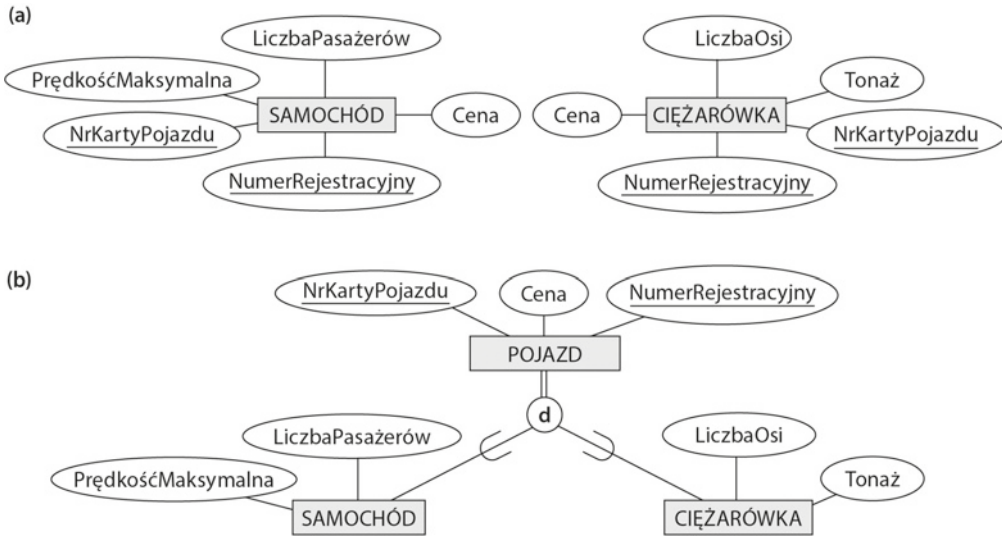 (a)
LiczbaPasażerów
LiczbaOsi
PrędkośćMaksymalna
Tonaż
SAMOCHÓD
Cena
Cena
CIĘŻARÓWKA
NrKartyPojazdu
NrKartyPojazdu
NumerRejestracyjny
NumerRejestracyjny
(b)
NrKartyPojazdu
Cena
NumerRejestracyjny
POJAZD
d
LiczbaPasażerów
LiczbaOsi
PrędkośćMaksymalna
Tonaż
SAMOCHÓD
CIĘŻARÓWKA